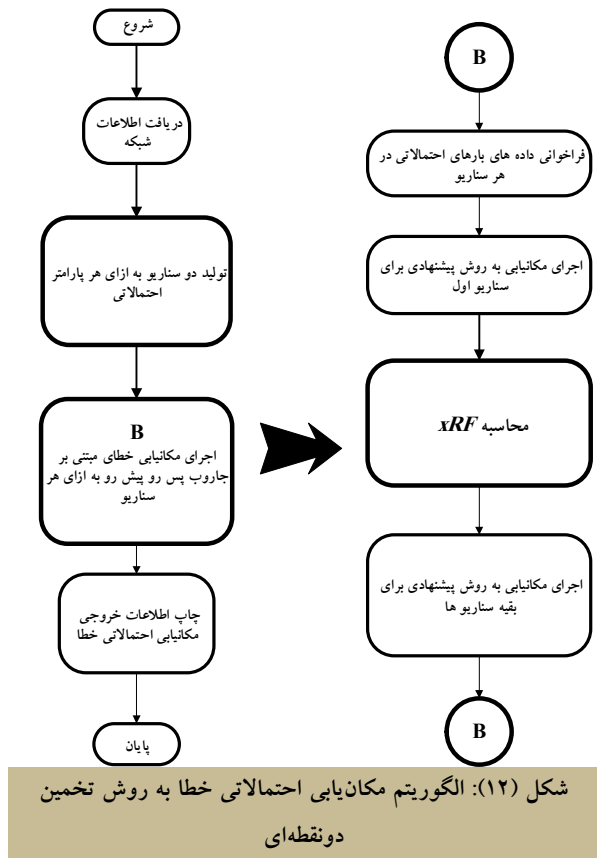 شروع
دریافت اطلاعات
شبکه
تولید دو سناریو به ازای هر پارامتر
احتمالاتی
B
اجرای مکانیابی خطای مبتنی بر
جاروب پس رو پیش رو به ازای هر
سناریو
چاپ اطلاعات خروجی
مکانیابی احتمالاتی خطا
پایان
B
فراخوانی داده های بارهای احتمالاتی در
هر سناریو
اجرای مکانیابی به روش پیشنهادی برای
سناریو اول
محاسبه xRF
اجرای مکانیابی به روش پیشنهادی برای
بقیه سناریو ها
B
شکل (۱۲): الگوریتم مکان‌یابی احتمالاتی خطا به روش تخمین
دونقطه‌ای